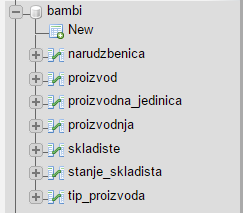 bambi
New
narudzbenica
proizvod
proizvodna_jedinica
proizvodnja
skladiste
stanje_skladista
tip_proizvoda